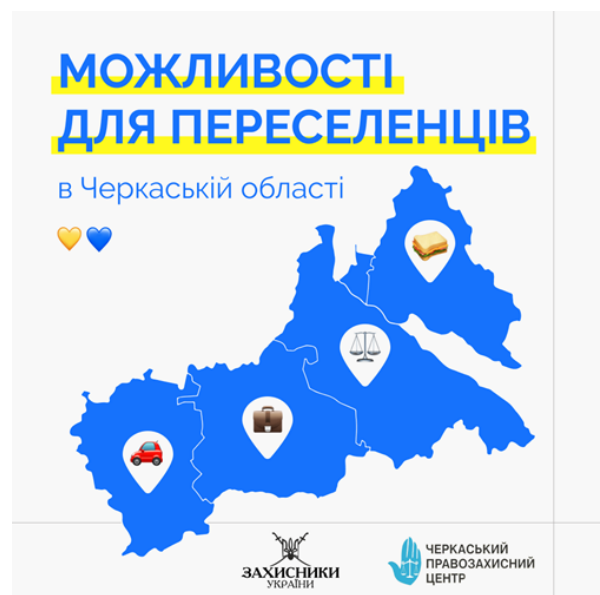 МОЖЛИВОСТІ
ДЛЯ ПЕРЕСЕЛЕНЦІВ
в Черкаській області
ЗАХИСНИКИ
УКРАЇНИ
ЧЕРКАСЬКИЙ
ПРАВОЗАХИСНИЙ
ЦЕНТР